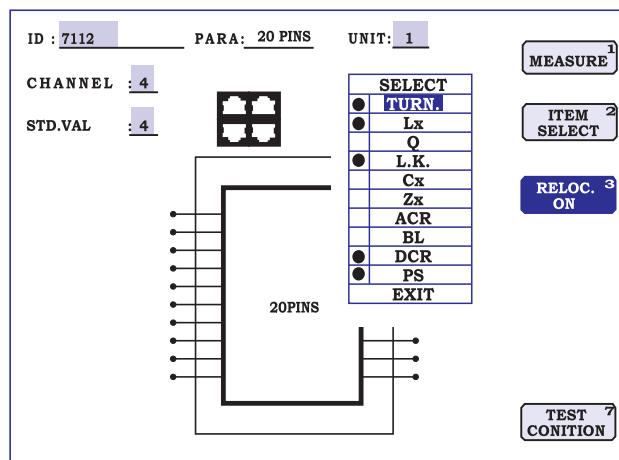 ID : 7112 PARA: 20 PINS UNIT: 1
CHANNEL : 4
STD.VAL : 4
SELECT
TURN.
Lx
Q
L.K.
Cx
Zx
ACR
BL
DCR
PS
EXIT
20PINS
MEASURE 1
ITEM 2
SELECT
RELOC. 3
ON
TEST 7
CONITION